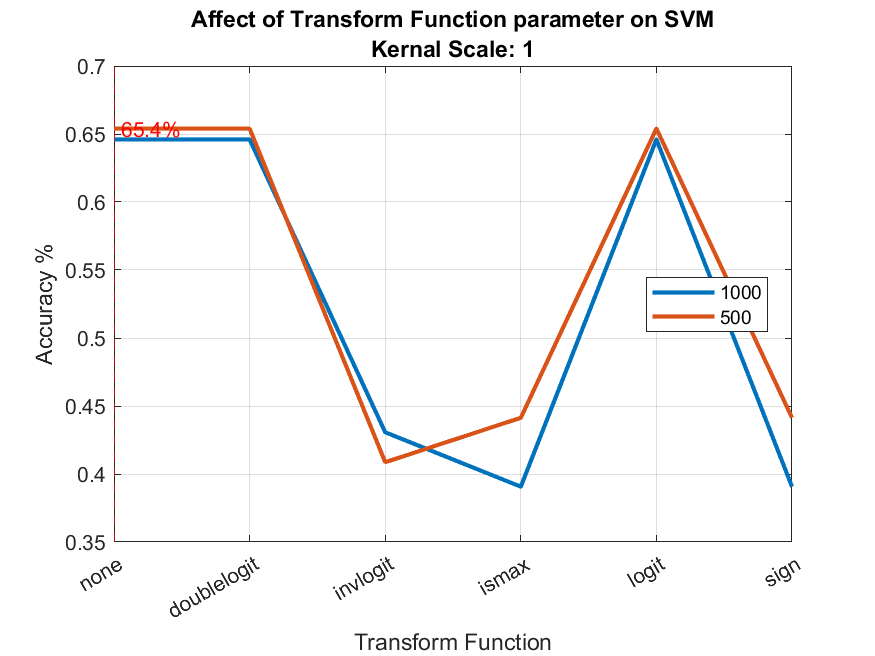 Affect of Transform Function parameter on SVM
Kernal Scale: 1
0.7
0.65
0.6
0.55
0.5
0.45
0.4
0.35
Accuracy %
65.4%
1000
500
none
doublelogit
invlogit
ismax
logit
sign
Transform Function